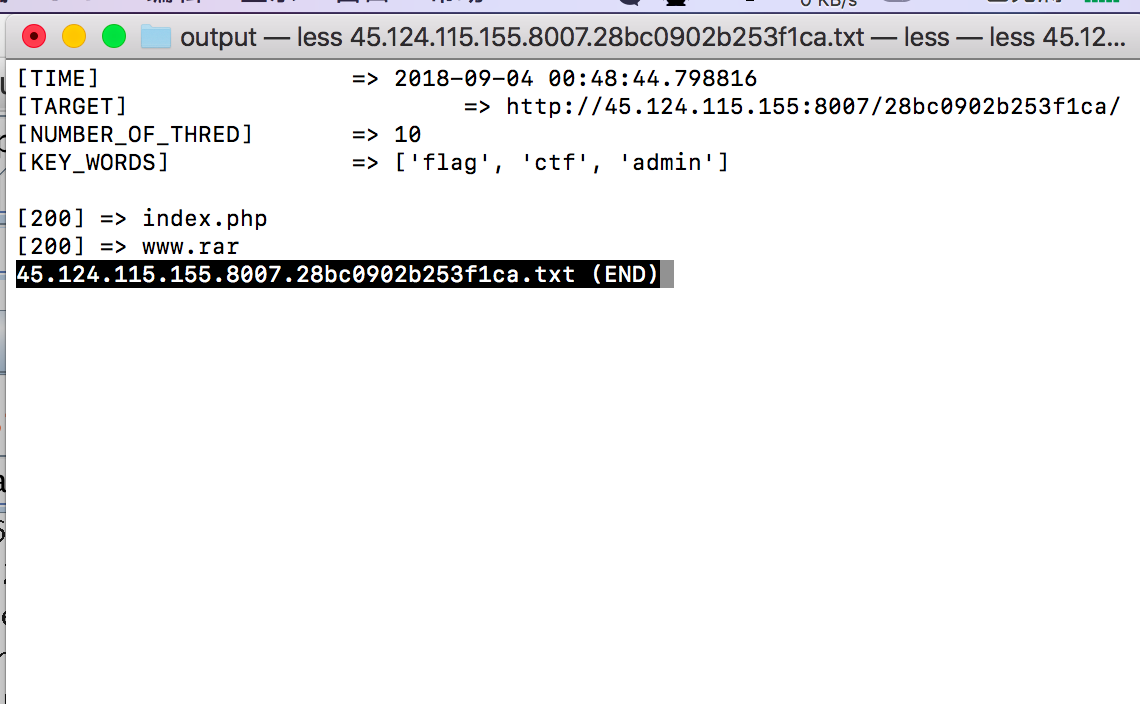 0 KB/s
output — less 45.124.115.155.8007.28bc0902b253f1ca.txt — less — less 45.12...
[TIME] => 2018-09-04 00:48:44.798816
[TARGET] => http://45.124.115.155:8007/28bc0902b253f1ca/
[NUMBER_OF_THRED] => 10
[KEY_WORDS] => ['flag', 'ctf', 'admin']
[200] => index.php
[200] => www.rar
45.124.115.155.8007.28bc0902b253f1ca.txt (END)